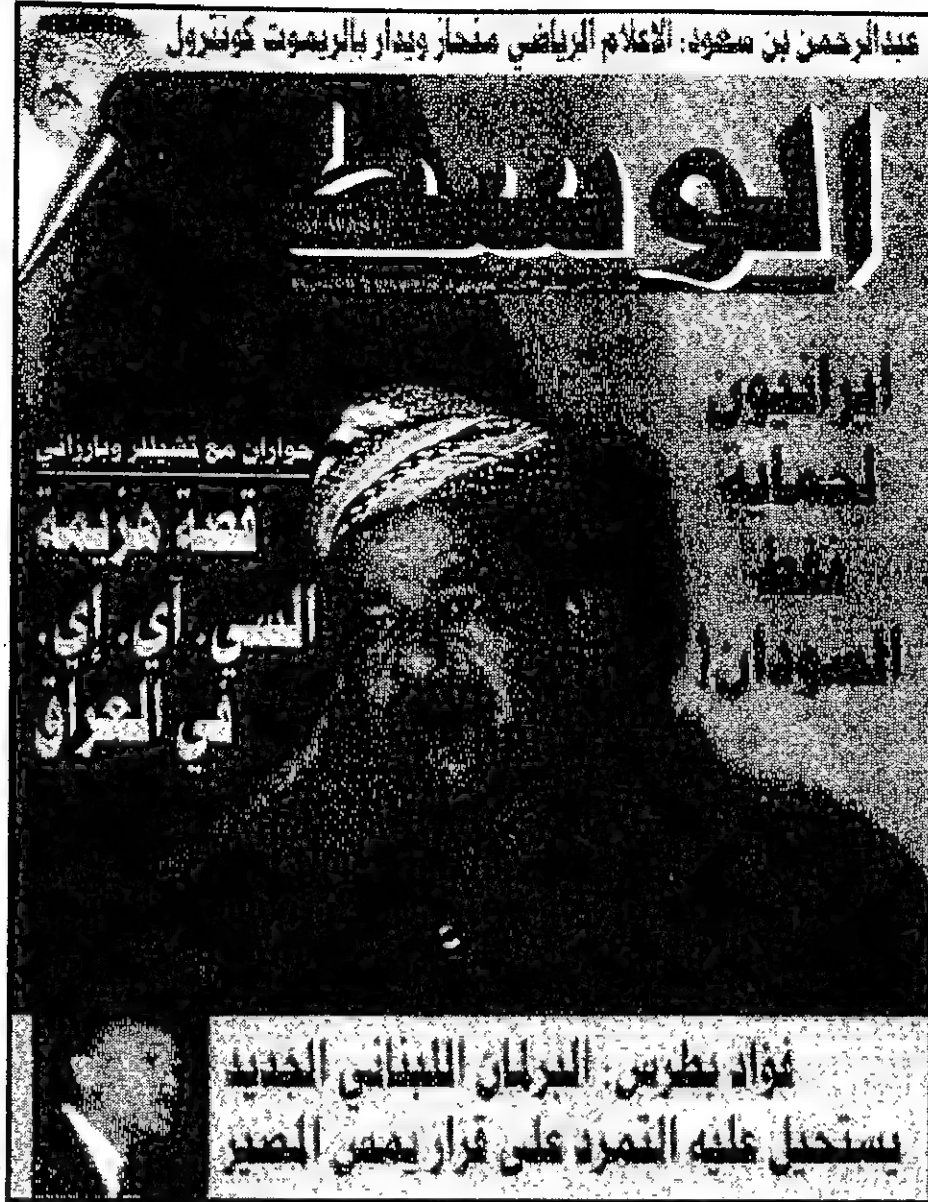 عبدالرحمن بن سعود: الاعلام الرياضي منحاز ويدار بالريموت كونترول
الوسط
ايرانيون
لحماية
نفط
السودان!
حواران مع تشيللر وبارزاني
قصة هزيمة
السي. آي. إي.
في العراق
فؤاد بطرس: البرلمان اللبناني الجديد
يستحيل عليه التمرد على قرار يمس المصير